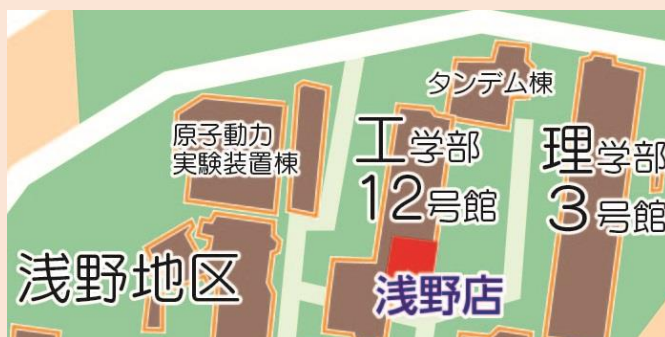 タンデム棟
原子動力
実験装置棟
工学部
12号館
理学部
3号館
浅野地区
浅野店